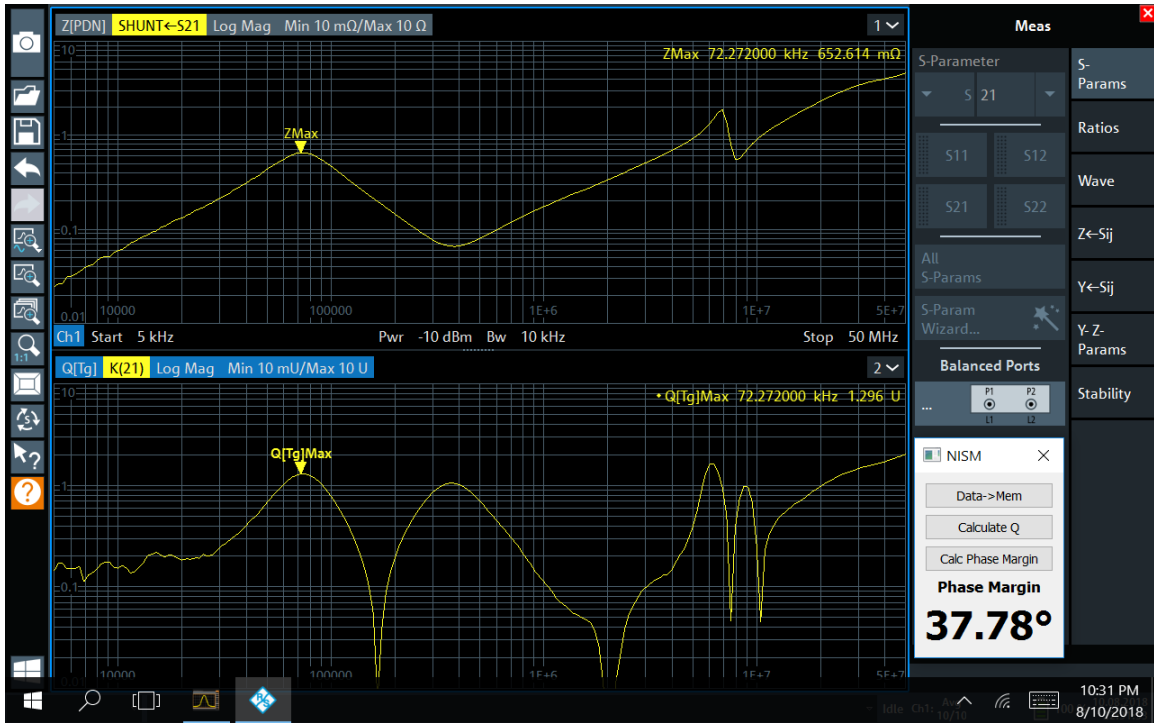 Z[PDN] SHUNT←S21 Log Mag Min 10 mΩ/Max 10 Ω 1
ZMax 72.272000 kHz 652.614 mΩ
10
ZMax
1
0.1
0.01 10000 100000 1E+6 1E+7 5E+7
Ch1 Start 5 kHz Pwr -10 dBm Bw 10 kHz Stop 50 MHz
Q[Tg] K(21) Log Mag Min 10 mU/Max 10 U 2
10
•Q[Tg]Max 72.272000 kHz 1.296 U
Q[Tg]Max
1
0.1
0.01 10000 100000 1E+6 1E+7 5E+7
1:1
Meas
S-Parameter
S 21
S11 S12
S21 S22
All
S-Params
S-Param
Wizard...
Balanced Ports
... P1 P2
L1 L2
S-
Params
Ratios
Wave
Z←Sij
Y←Sij
Y- Z-
Params
Stability
NISM
Data->Mem
Calculate Q
Calc Phase Margin
Phase Margin
37.78°
Idle Ch1:
10/10
10:31 PM
8/10/2018